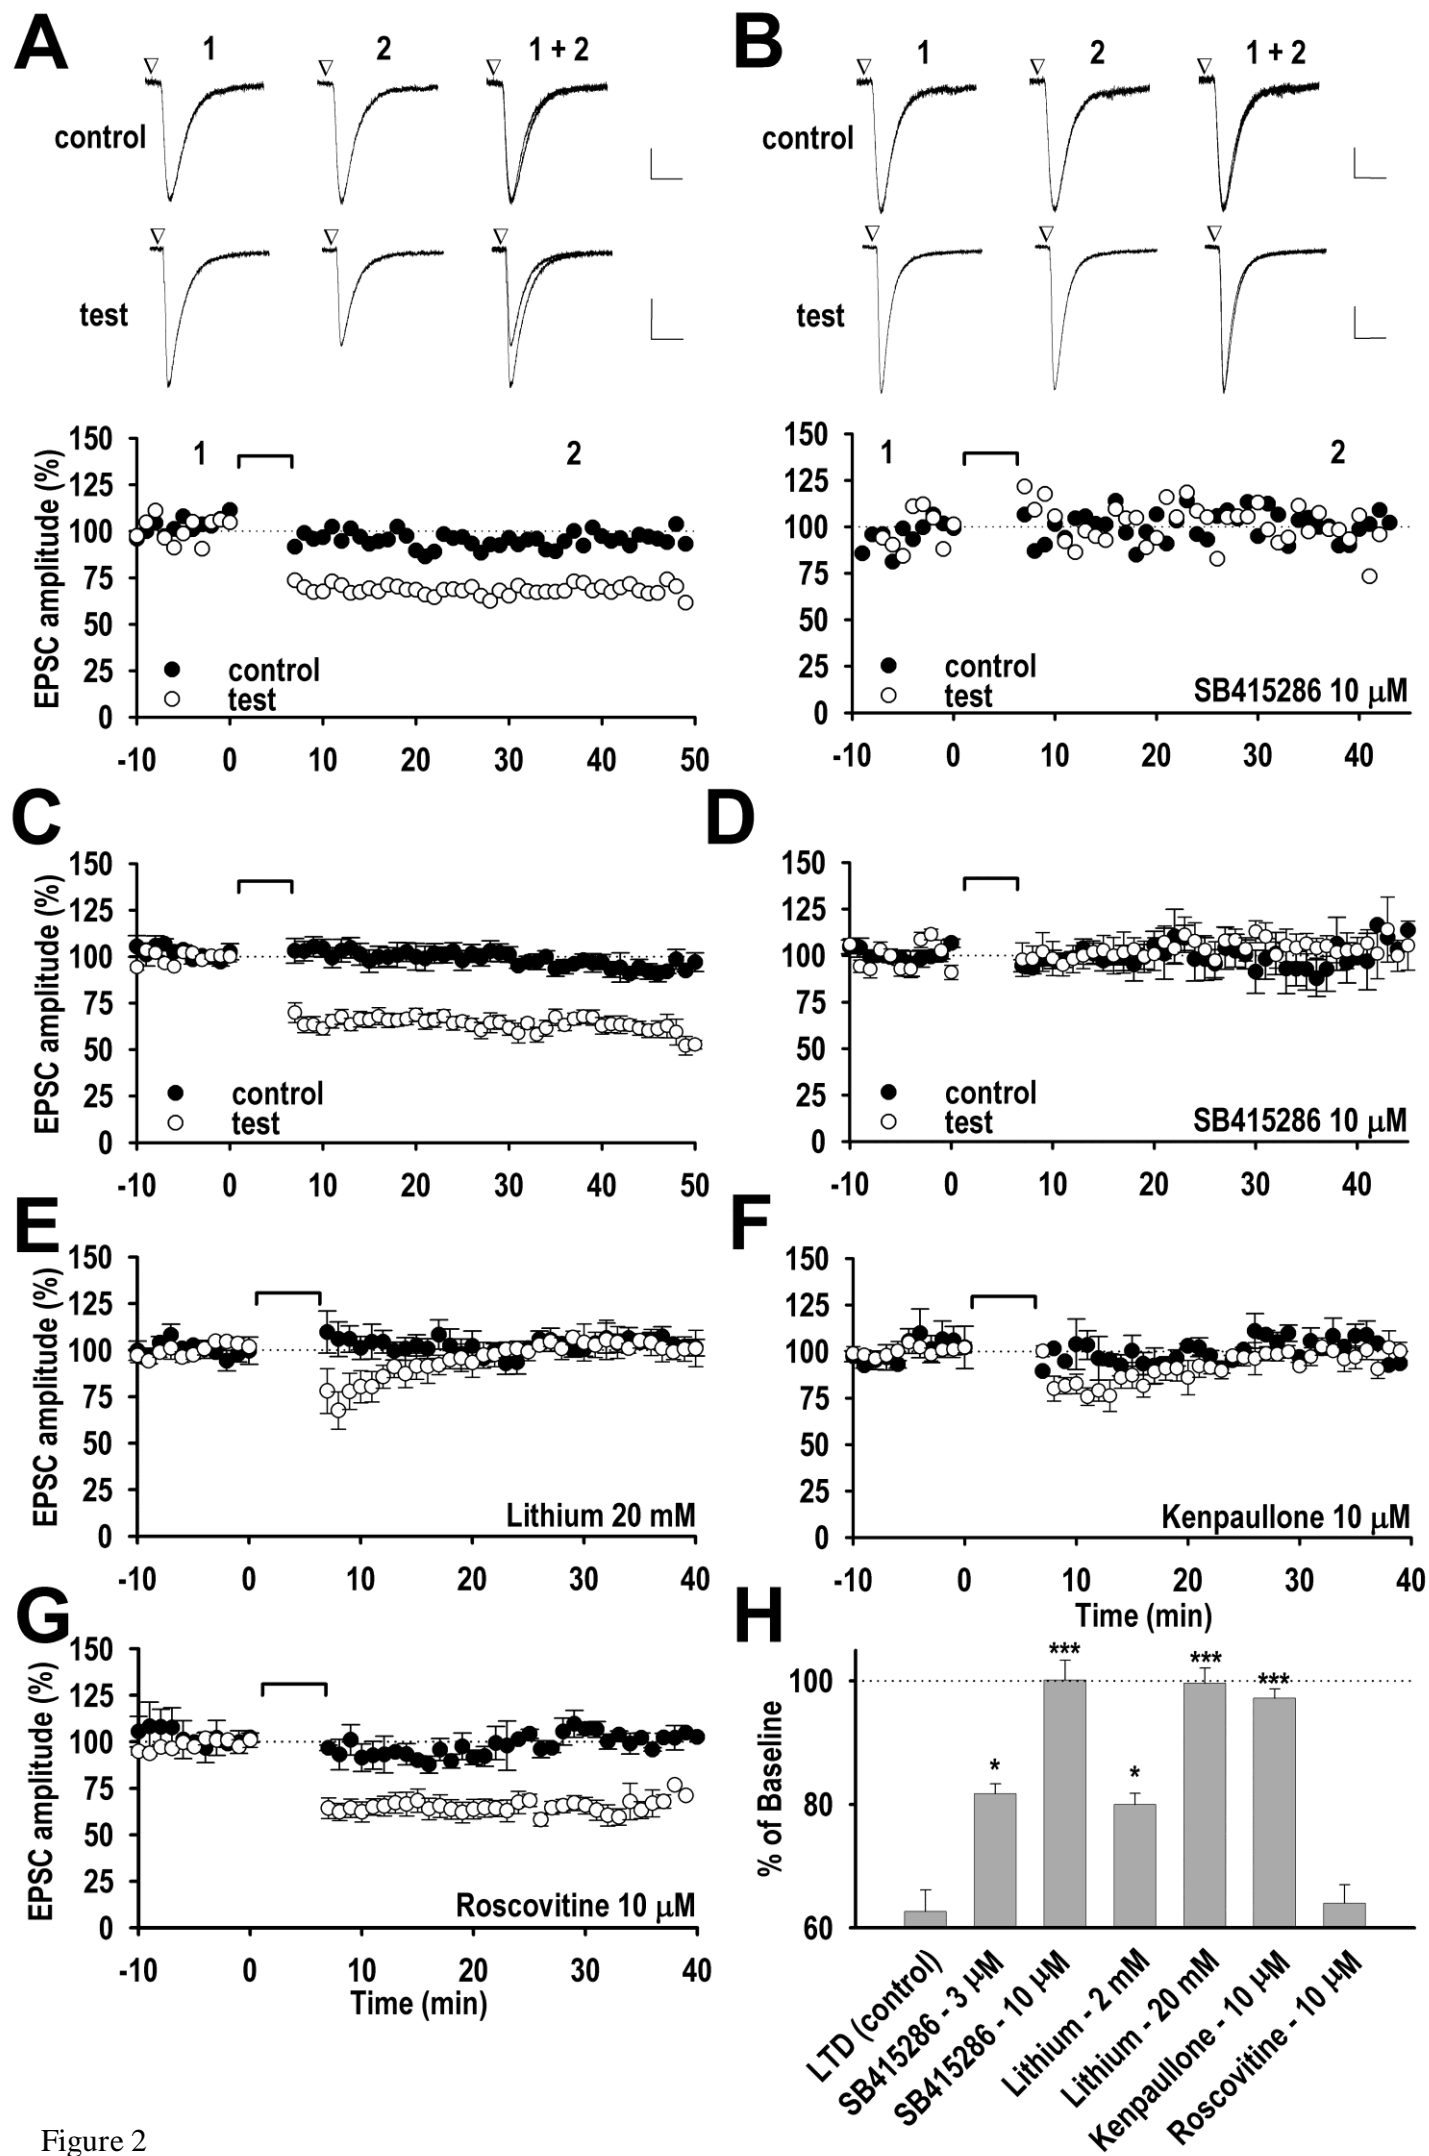 A
1
2
1 + 2
control
test
B
1
2
1 + 2
control
test
EPSC amplitude (%)
150
125
100
75
50
25
0
1
2
control
test
-10
0
10
20
30
40
50
150
125
100
75
50
25
0
1
2
control
test
SB415286 10 μM
-10
0
10
20
30
40
C
EPSC amplitude (%)
150
125
100
75
50
25
0
control
test
-10
0
10
20
30
40
50
D
150
125
100
75
50
25
0
control
test
SB415286 10 μM
-10
0
10
20
30
40
E
EPSC amplitude (%)
150
125
100
75
50
25
0
Lithium 20 mM
-10
0
10
20
30
40
F
150
125
100
75
50
25
0
Kenpaullone 10 μM
-10
0
10
20
30
40
Time (min)
G
EPSC amplitude (%)
150
125
100
75
50
25
0
Roscovitine 10 μM
-10
0
10
20
30
40
Time (min)
H
% of Baseline
100
80
60
*
***
*
***
***
LTD (control)
SB415286 - 3 μM
SB415286 - 10 μM
Lithium - 2 mM
Lithium - 20 mM
Kenpaullone - 10 μM
Roscovitine - 10 μM
Figure 2